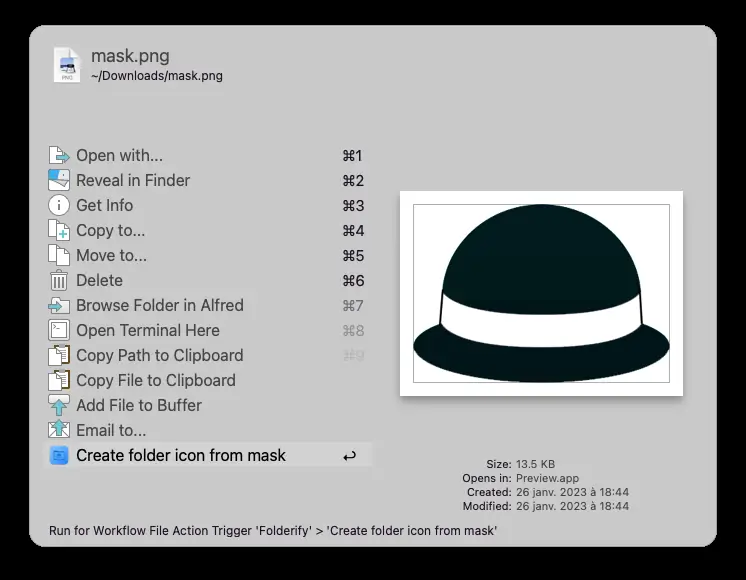 mask.png
~/Downloads/mask.png
PNG
Open with... ⌘1
Reveal in Finder ⌘2
Get Info ⌘3
Copy to... ⌘4
Move to... ⌘5
Delete ⌘6
Browse Folder in Alfred ⌘7
Open Terminal Here ⌘8
Copy Path to Clipboard ⌘9
Copy File to Clipboard
Add File to Buffer
Email to...
Create folder icon from mask ↩
Size: 13.5 KB
Opens in: Preview.app
Created: 26 janv. 2023 à 18:44
Modified: 26 janv. 2023 à 18:44
Run for Workflow File Action Trigger 'Folderify' > 'Create folder icon from mask'